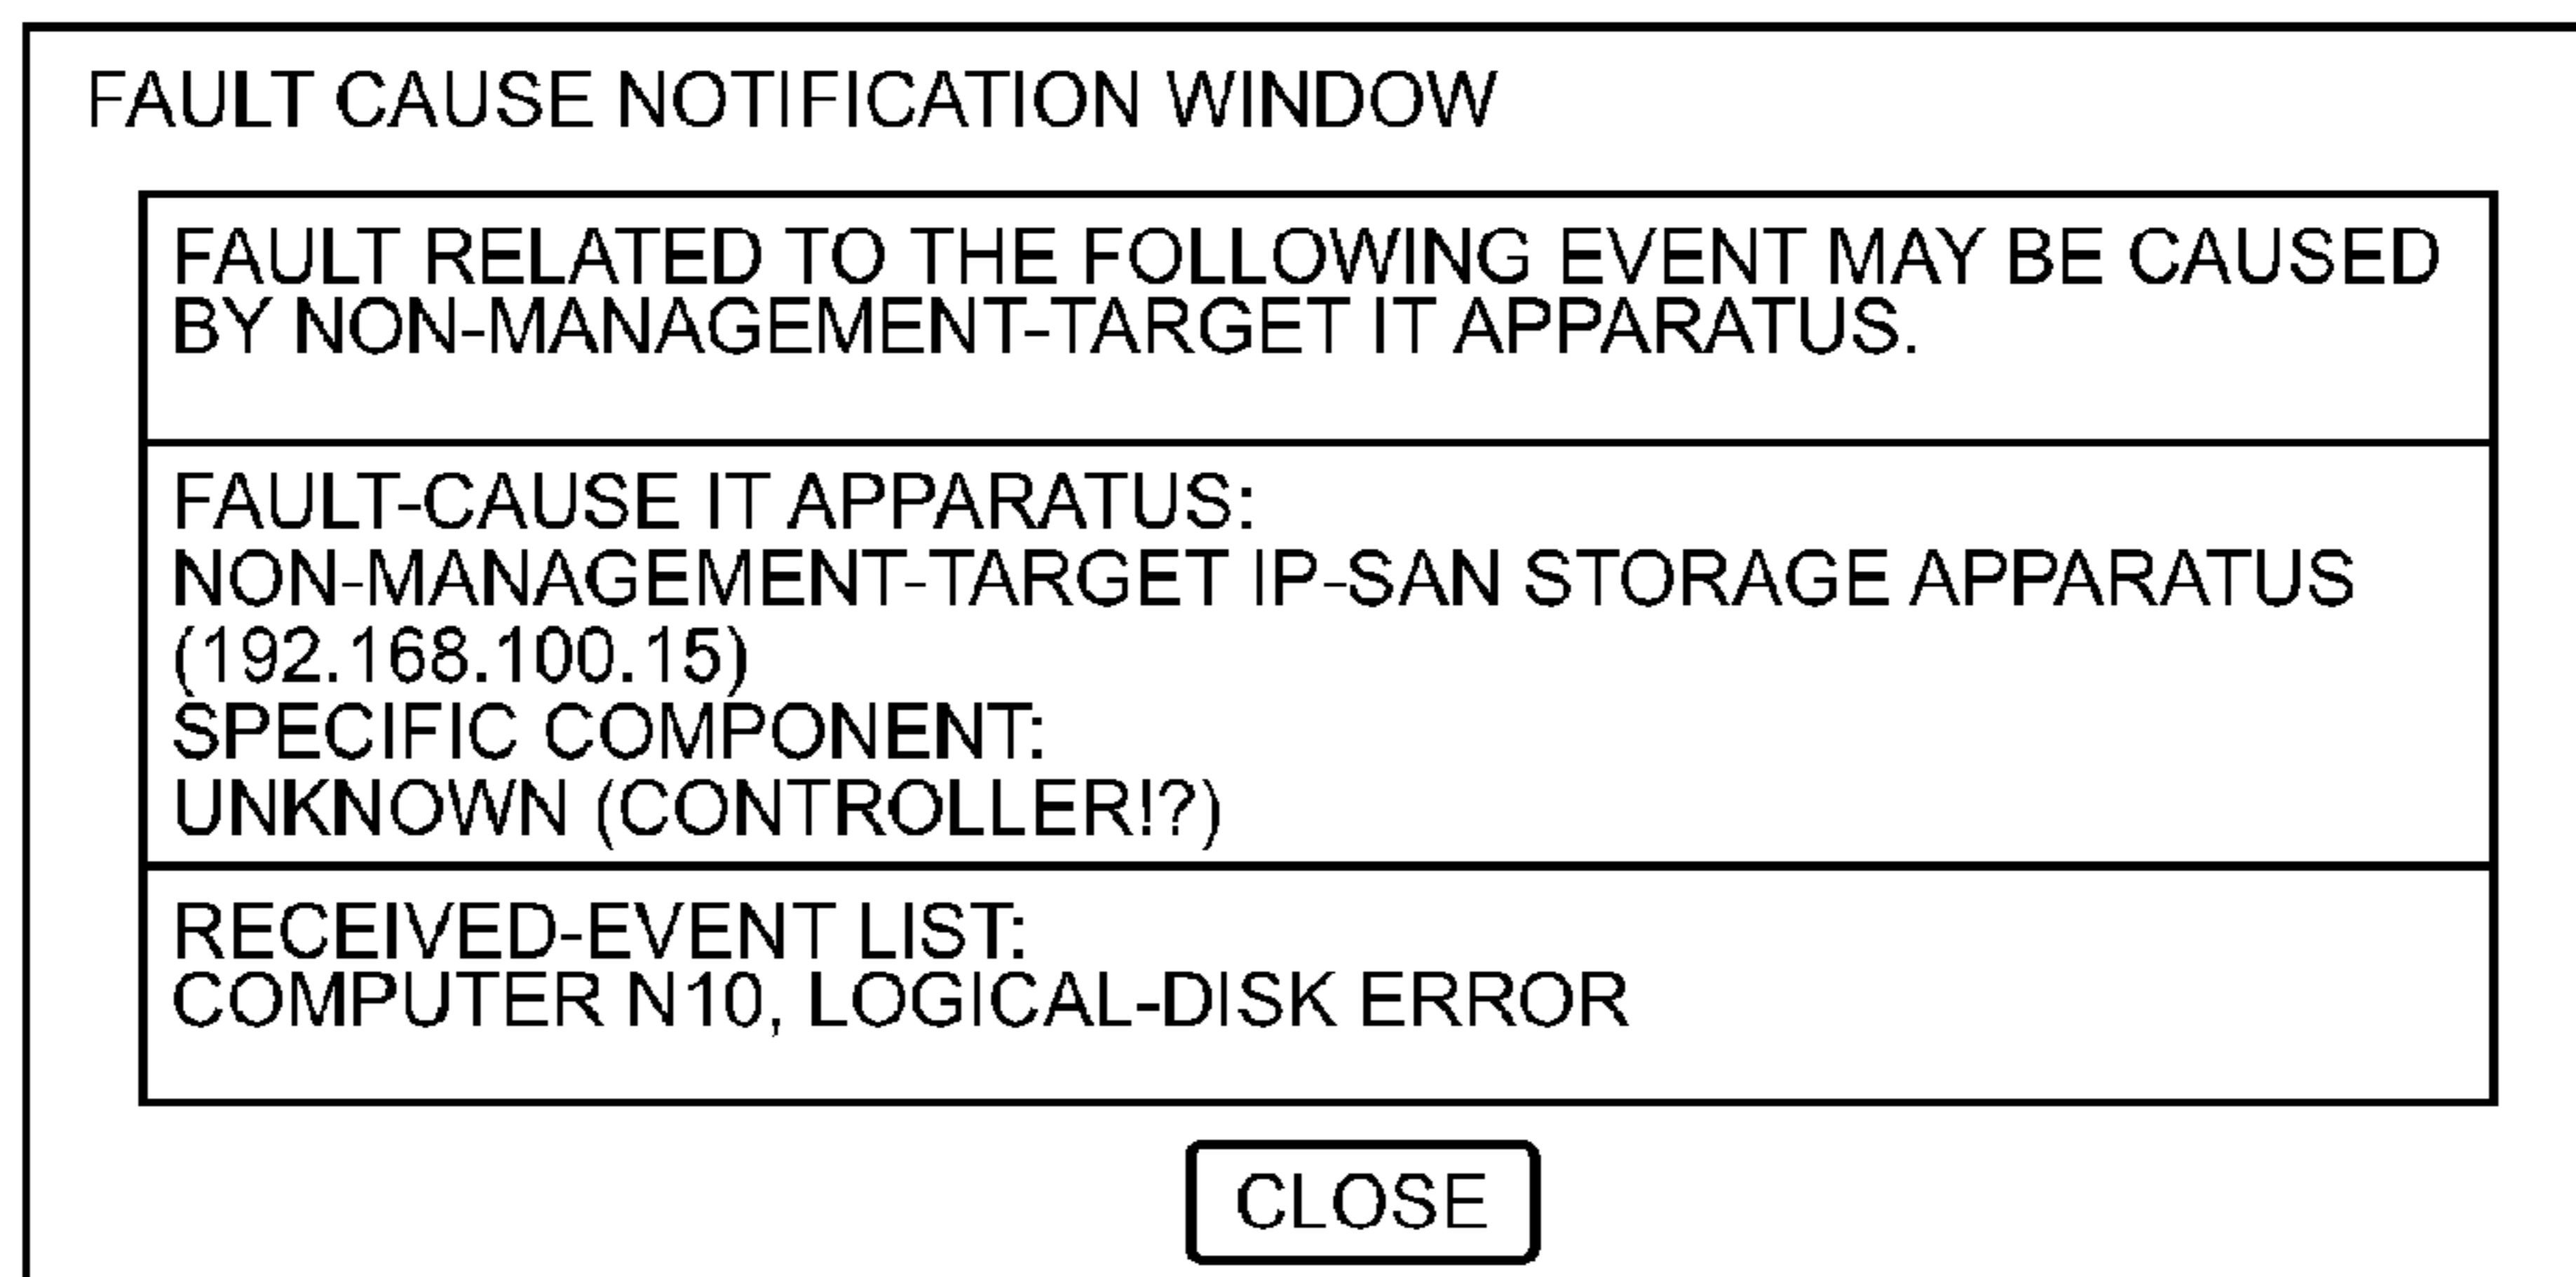 FAULT CAUSE NOTIFICATION WINDOW
FAULT RELATED TO THE FOLLOWING EVENT MAY BE CAUSED
BY NON-MANAGEMENT-TARGET IT APPARATUS.
FAULT-CAUSE IT APPARATUS:
NON-MANAGEMENT-TARGET IP-SAN STORAGE APPARATUS
(192.168.100.15)
SPECIFIC COMPONENT:
UNKNOWN (CONTROLLER!?)
RECEIVED-EVENT LIST:
COMPUTER N10, LOGICAL-DISK ERROR
CLOSE